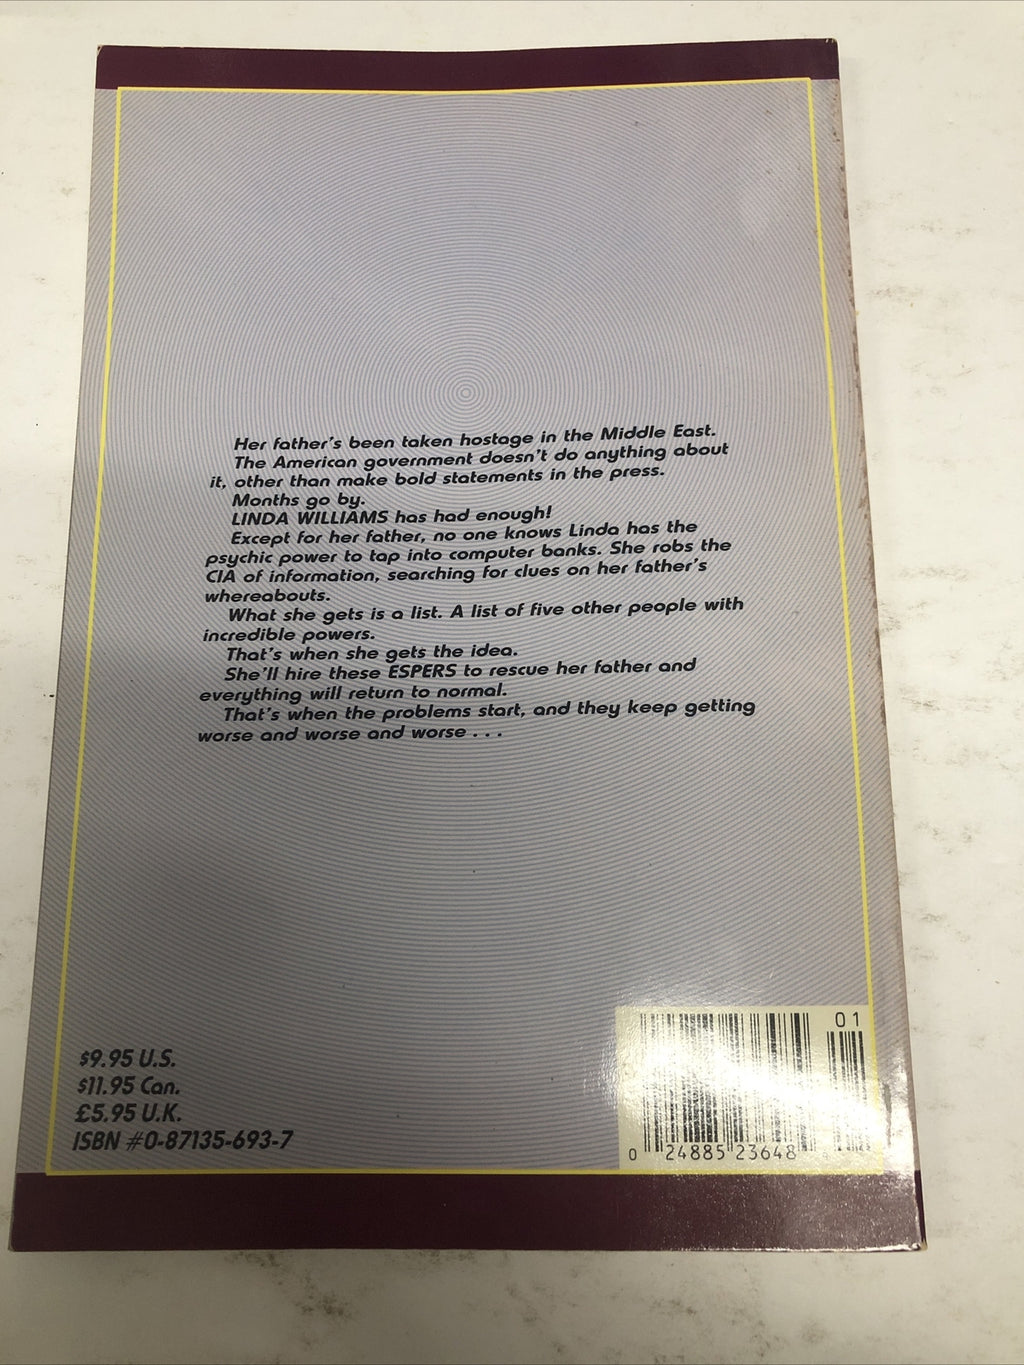 Her father's been taken hostage in the Middle East.
The American government doesn't do anything about
it, other than make bold statements in the press.
Months go by.
LINDA WILLIAMS has had enough!
Except for her father, no one knows Linda has the
psychic power to tap into computer banks. She robs the
CIA of information, searching for clues on her father's
whereabouts.
What she gets is a list. A list of five other people with
incredible powers.
That's when she gets the idea.
She'll hire these ESPERS to rescue her father and
everything will return to normal.
That's when the problems start, and they keep getting
worse and worse and worse . . .
$9.95 U.S.
$11.95 Can.
£5.95 U.K.
ISBN #0-87135-693-7
01
0 24885 23648